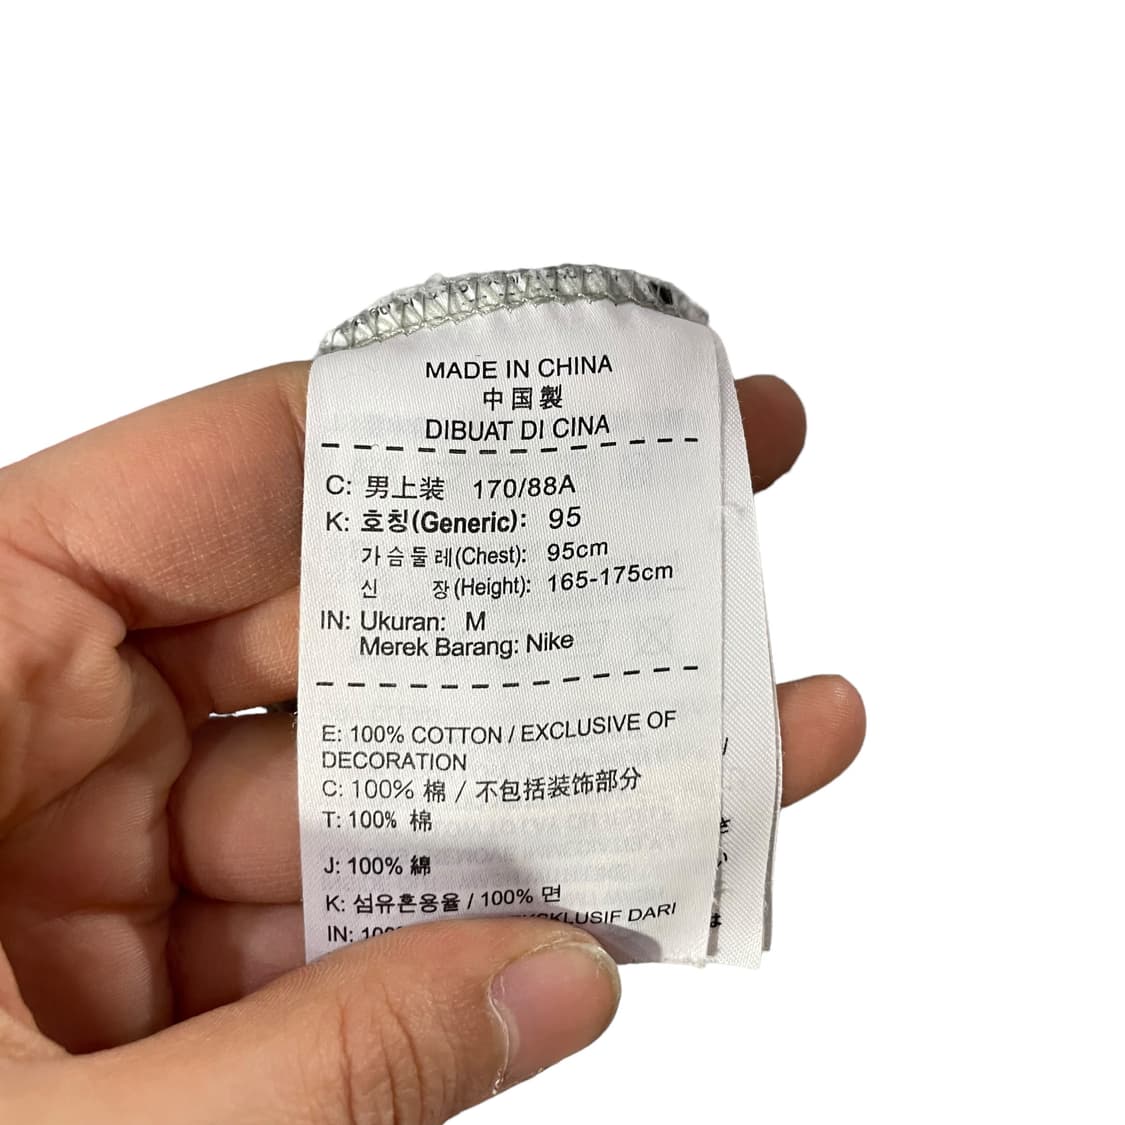 MADE IN CHINA
中国製
DIBUAT DI CINA
C: 男上装 170/88A
K: 호칭(Generic): 95
가슴둘레(Chest): 95cm
신 장(Height): 165-175cm
IN: Ukuran: M
Merek Barang: Nike
E: 100% COTTON / EXCLUSIVE OF
DECORATION
C: 100% 棉 / 不包括装饰部分
T: 100% 棉
J: 100% 綿
K: 섬유혼용율 / 100% 면
IN: DARI